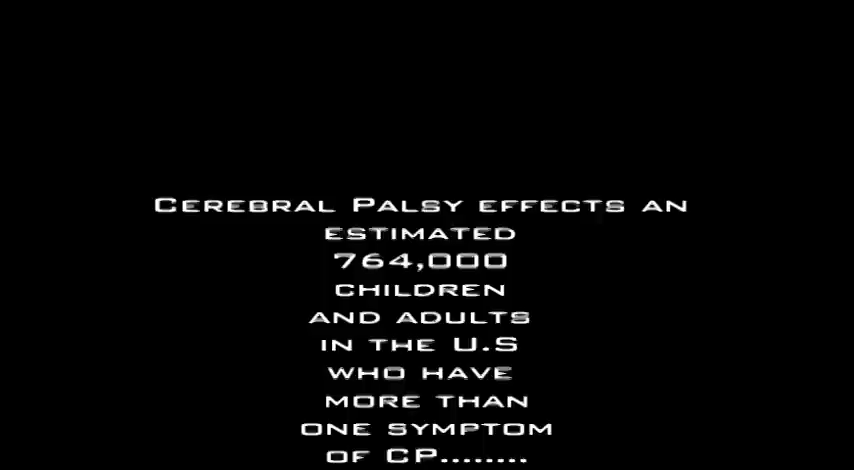 Cerebral Palsy effects an
estimated
764,000
children
and adults
in the U.S
who have
more than
one symptom
of CP........